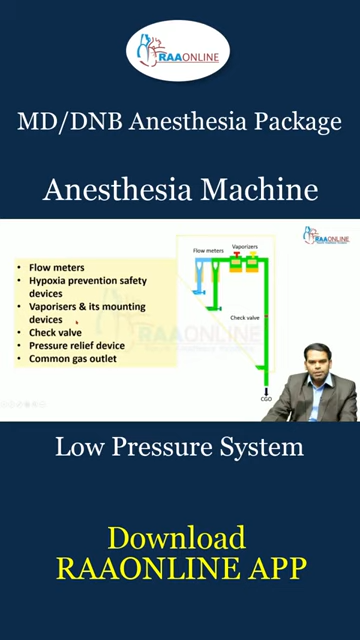 RAAONLINE
MD/DNB Anesthesia Package
Anesthesia Machine
RAAONLINE
Flow meters
Vaporizers
• Flow meters
• Hypoxia prevention safety
devices
• Vaporisers & its mounting
devices
• Check valve
• Pressure relief device
• Common gas outlet
Check valve
CGO
RAAONLINE
Low Pressure System
Download
RAAONLINE APP